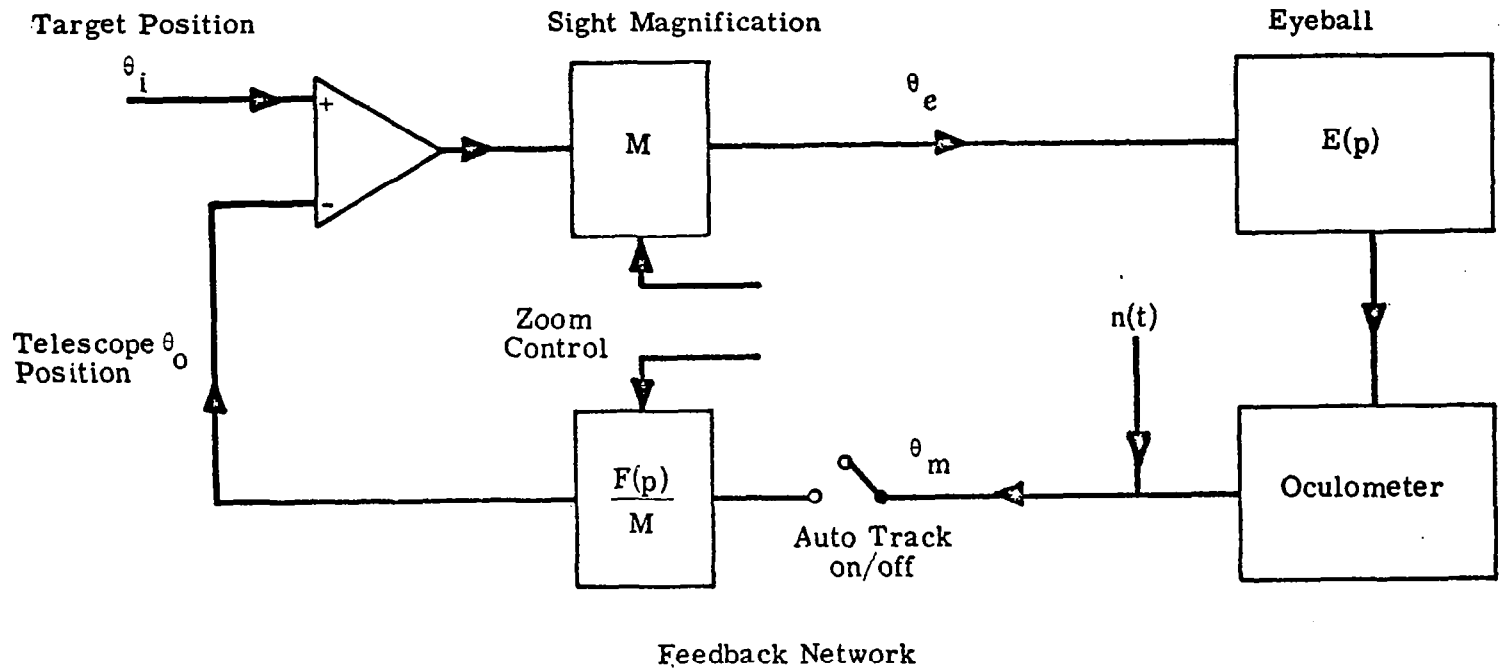 Target Position
Sight Magnification
Eyeball
θi
+
-
M
θe
E(p)
Zoom
Control
n(t)
Telescope θo
Position
F(p)
M
θm
Auto Track
on/off
Oculometer
Feedback Network